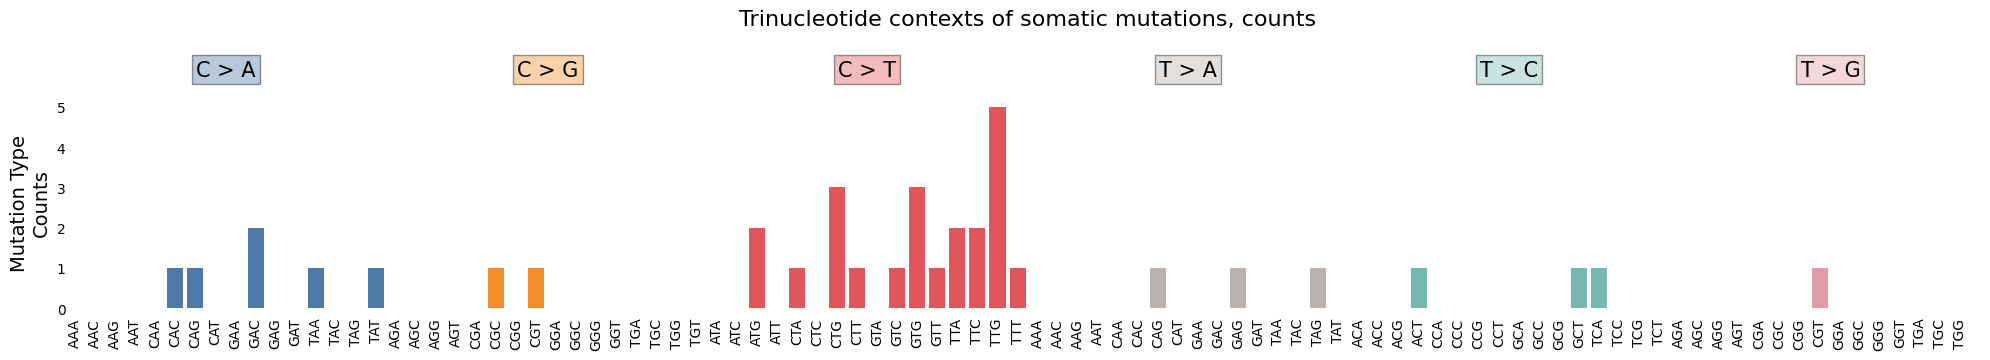 Trinucleotide contexts of somatic mutations, counts
C > A C > G C > T T > A T > C T > G
Mutation Type
Counts
5
4
3
2
1
0
AAA AAC AAG AAT CAA CAC CAG CAT GAA GAC GAG GAT TAA TAC TAG TAT AGA AGC AGG AGT CGA CGC CGG CGT GGA GGC GGG GGT TGA TGC TGG TGT ATA ATC ATG ATT CTA CTC CTG CTT GTA GTC GTG GTT TTA TTC TTG TTT AAA AAC AAG AAT CAA CAC CAG CAT GAA GAC GAG GAT TAA TAC TAG TAT ACA ACC ACG ACT CCA CCC CCG CCT GCA GCC GCG GCT TCA TCC TCG TCT AGA AGC AGG AGT CGA CGC CGG CGT GGA GGC GGG GGT TGA TGC TGG